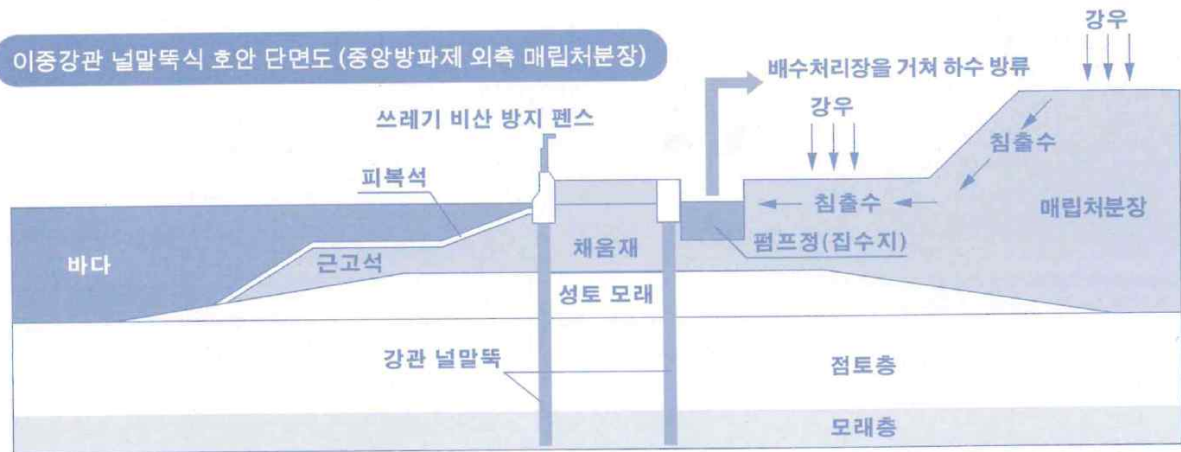 이중강관 널말뚝식 호안 단면도 (중앙방파제 외측 매립처분장)
강우
배수처리장을 거쳐 하수 방류
강우
쓰레기 비산 방지 펜스
침출수
피복석
침출수
매립처분장
채움재
펌프정(집수지)
바다
근고석
성토 모래
강관 널말뚝
점토층
모래층